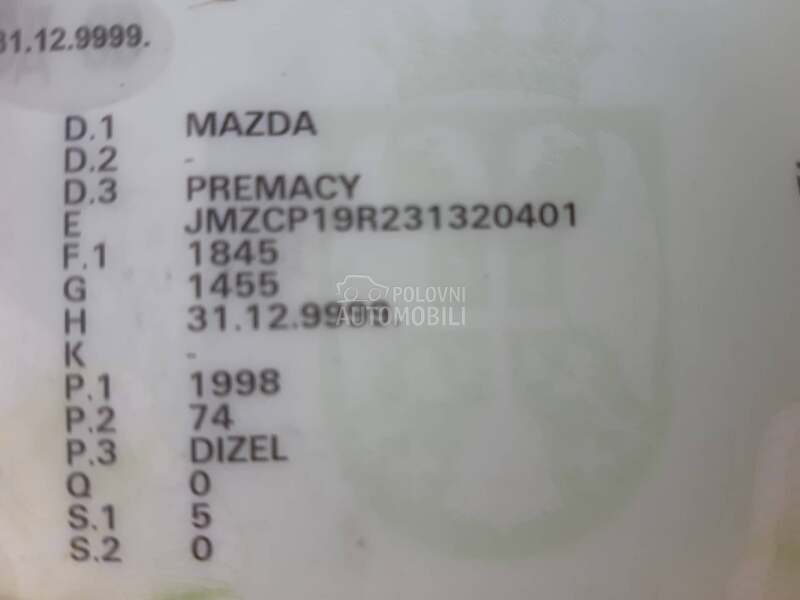 31.12.9999.
D.1 MAZDA
D.2 -
D.3 PREMACY
E JMZCP19R231320401
F.1 1845
G 1455
H 31.12.9999.
POLOVNI
AUTOMOBILI
K -
P.1 1998
P.2 74
P.3 DIZEL
Q 0
S.1 5
S.2 0